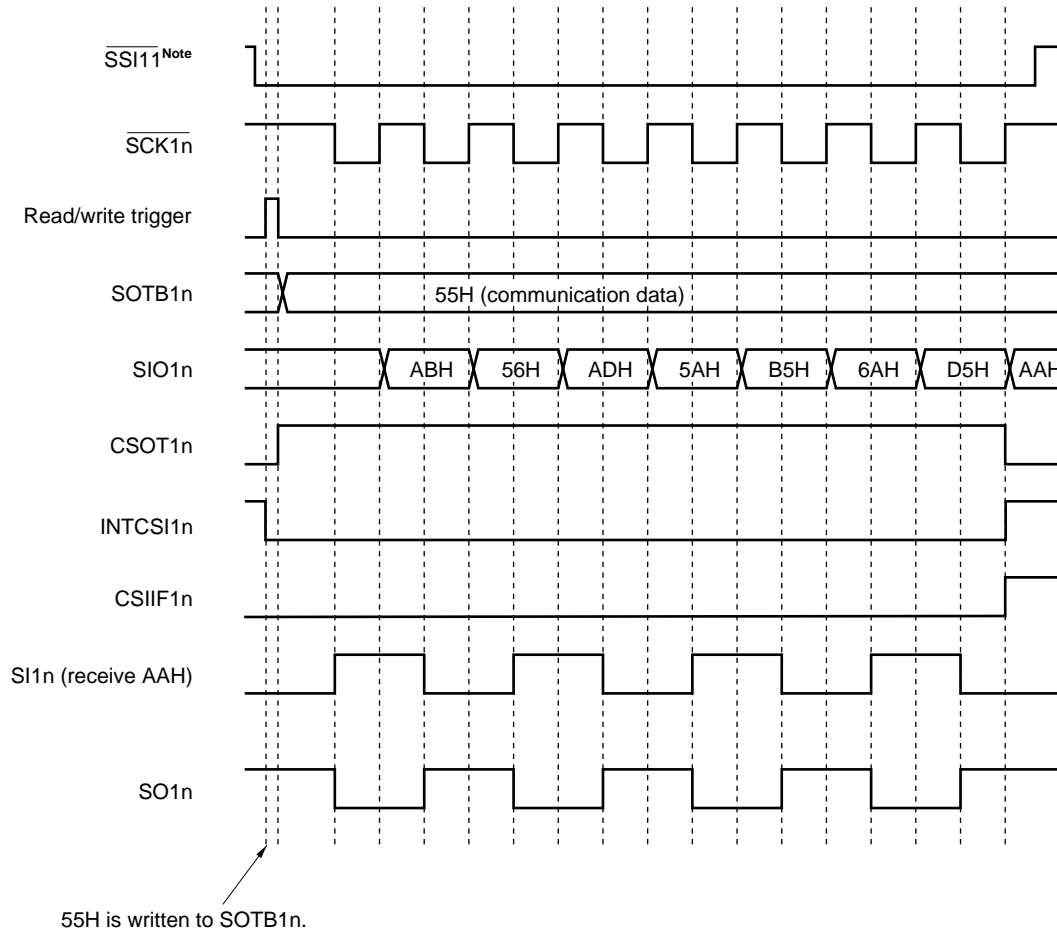 SSI11Note
SCK1n
Read/write trigger
SOTB1n
55H (communication data)
SIO1n
ABH 56H ADH 5AH B5H 6AH D5H AAH
CSOT1n
INTCSI1n
CSIIF1n
SI1n (receive AAH)
SO1n
55H is written to SOTB1n.